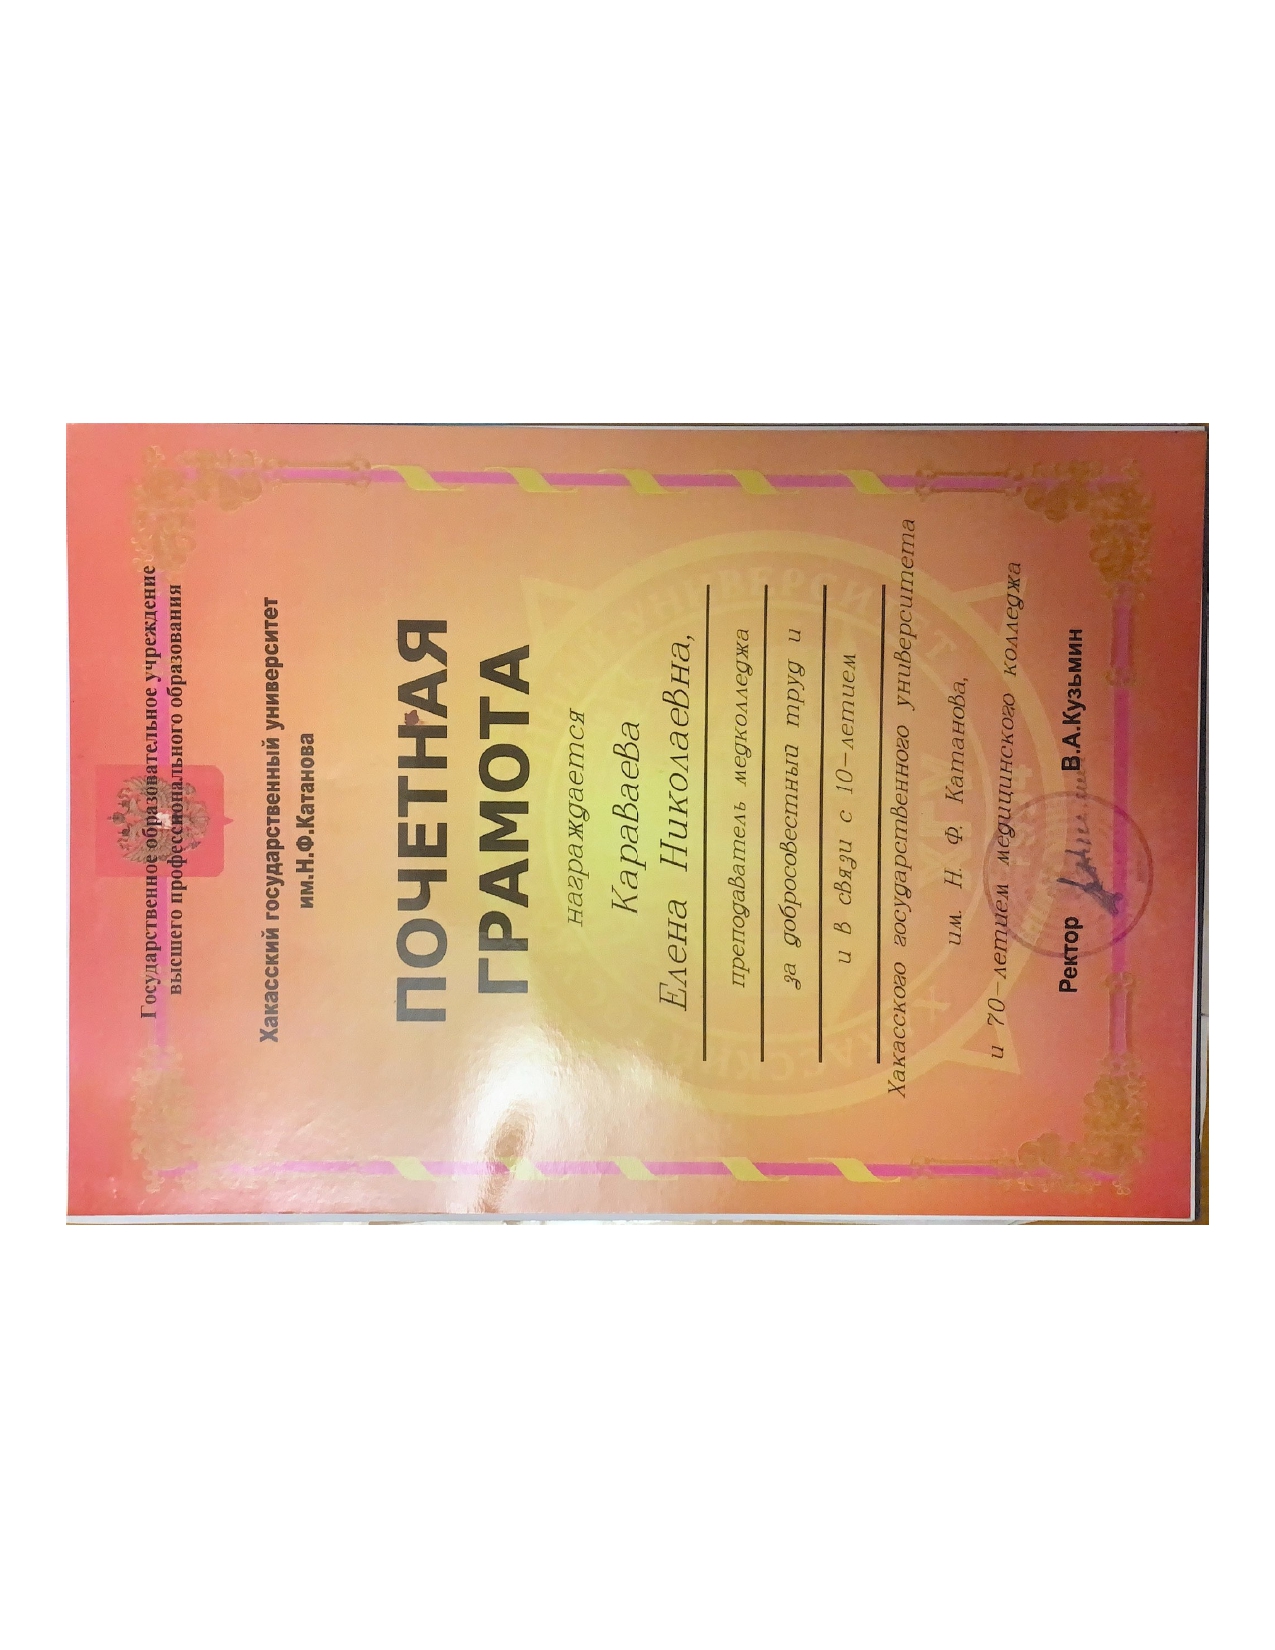 Государственное образовательное учреждение
высшего профессионального образования
Хакасский государственный университет
им.Н.Ф.Катанова
ПОЧЕТНАЯ
ГРАМОТА
награждается
Караваева
Елена Николаевна,
преподаватель медколледжа
за добросовестный труд и
и в связи с 10-летием
Хакасского государственного университета
им. Н. Ф. Катанова,
и 70-летием медицинского колледжа
Ректор В.А.Кузьмин